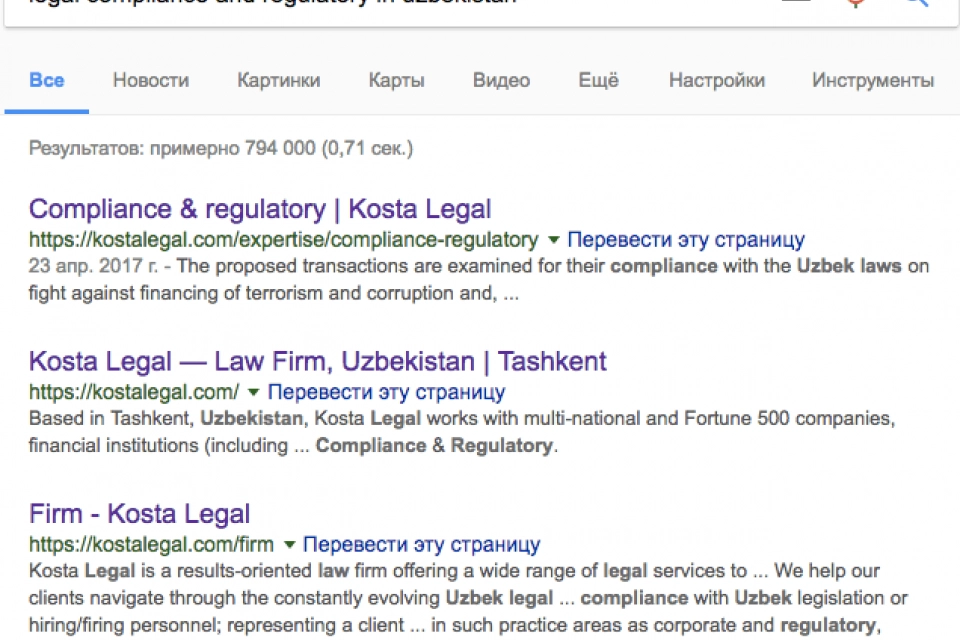 legal compliance and regulatory in uzbekistan
Все Новости Картинки Карты Видео Ещё Настройки Инструменты
Результатов: примерно 794 000 (0,71 сек.)
Compliance & regulatory | Kosta Legal
https://kostalegal.com/expertise/compliance-regulatory ▼ Перевести эту страницу
23 апр. 2017 г. - The proposed transactions are examined for their compliance with the Uzbek laws on
fight against financing of terrorism and corruption and, ...
Kosta Legal — Law Firm, Uzbekistan | Tashkent
https://kostalegal.com/ ▼ Перевести эту страницу
Based in Tashkent, Uzbekistan, Kosta Legal works with multi-national and Fortune 500 companies,
financial institutions (including ... Compliance & Regulatory.
Firm - Kosta Legal
https://kostalegal.com/firm ▼ Перевести эту страницу
Kosta Legal is a results-oriented law firm offering a wide range of legal services to ... We help our
clients navigate through the constantly evolving Uzbek legal ... compliance with Uzbek legislation or
hiring/firing personnel; representing a client ... in such practice areas as corporate and regulatory,